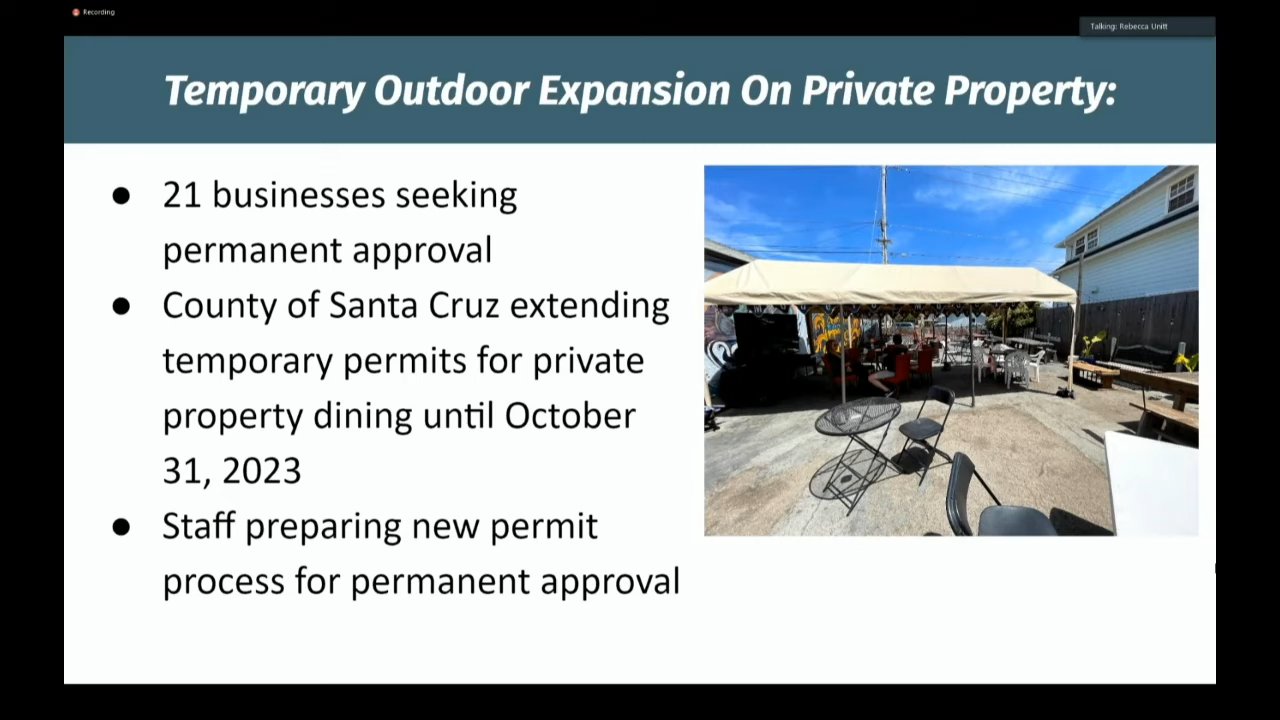 Recording
Talking: Rebecca Unitt
Temporary Outdoor Expansion On Private Property:
● 21 businesses seeking
permanent approval
● County of Santa Cruz extending
temporary permits for private
property dining until October
31, 2023
● Staff preparing new permit
process for permanent approval